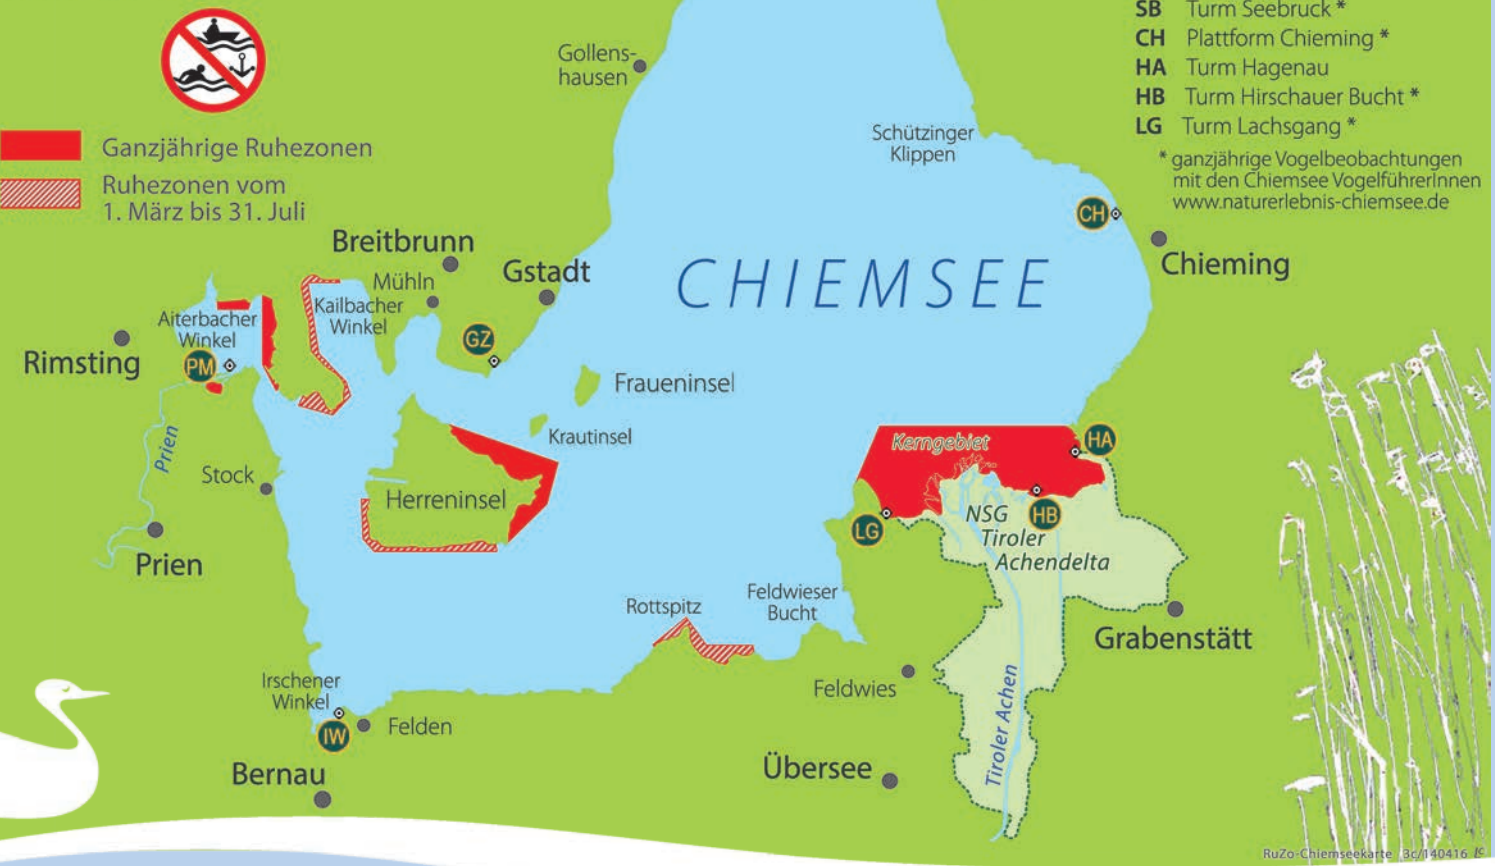 SB Turm Seebruck *
CH Plattform Chieming *
HA Turm Hagenau
HB Turm Hirschauer Bucht *
LG Turm Lachsgang *
* ganzjährige Vogelbeobachtungen
mit den Chiemsee VogelführerInnen
www.naturerlebnis-chiemsee.de
Ganzjährige Ruhezonen
Ruhezonen vom
1. März bis 31. Juli
Gollens-
hausen
Schützinger
Klippen
CH
Chieming
CHIEMSEE
Breitbrunn
Mühln
Gstadt
Kailbacher
Winkel
Aiterbacher
Winkel
Rimsting
PM
GZ
Fraueninsel
Krautinsel
Prien
Stock
Herreninsel
Prien
Kerngebiet
HA
LG
HB
NSG
Tiroler
Achendelta
Rottspitz
Feldwieser
Bucht
Grabenstätt
Feldwies
Tiroler Achen
Irschener
Winkel
IW
Felden
Bernau
Übersee
RuZo-Chiemseekarte 3c/140416